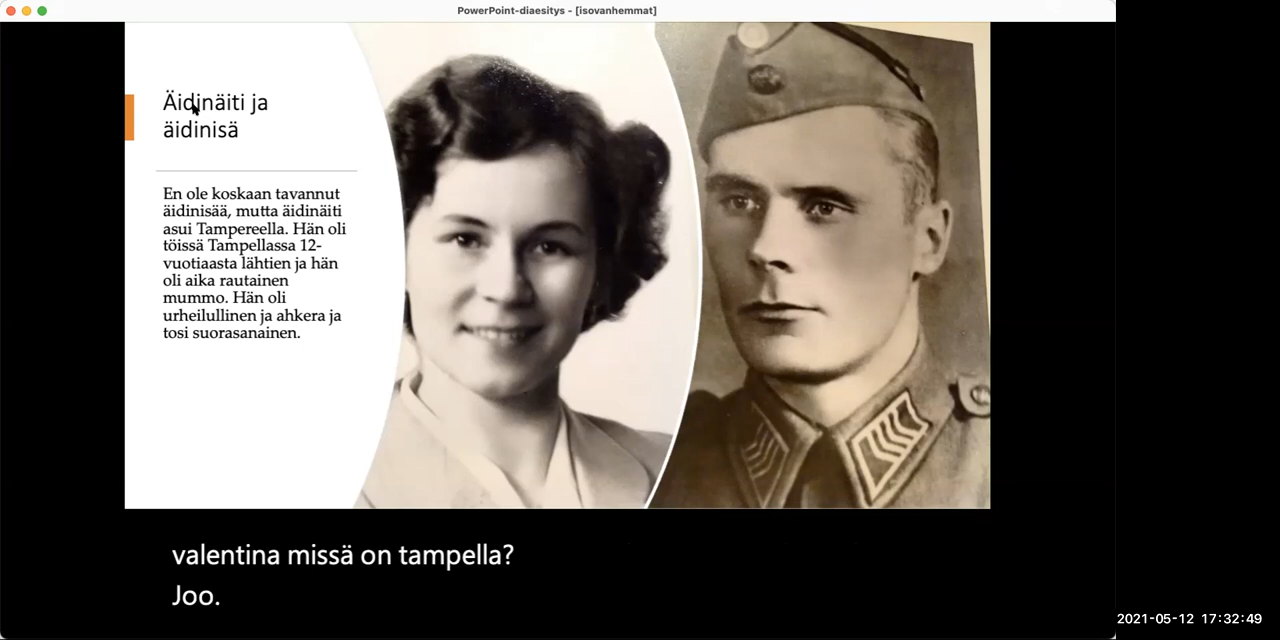 PowerPoint-diaesitys - [isovanhemmat]
Äidinäiti ja
äidinisä
En ole koskaan tavannut
äidinisää, mutta äidinäiti
asui Tampereella. Hän oli
töissä Tampellassa 12-
vuotiaasta lähtien ja hän
oli aika rautainen
mummo. Hän oli
urheilullinen ja ahkera ja
tosi suorasanainen.
valentina missä on tampella?
Joo.
2021-05-12 17:32:49